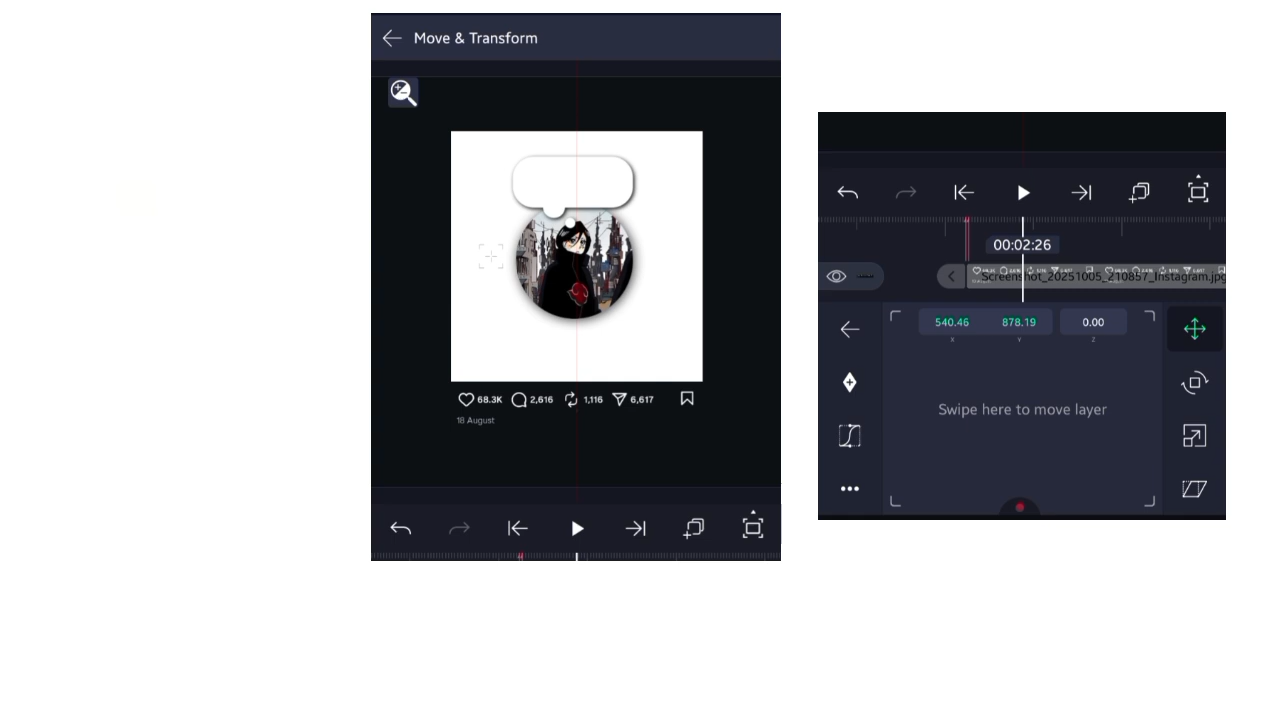 Move & Transform
68.3K 2,616 1,116 6,617
18 August
00:02:26
Screenshot_20251005_210857_Instagram.jpg
540.46 878.19 0.00
X Y Z
Swipe here to move layer